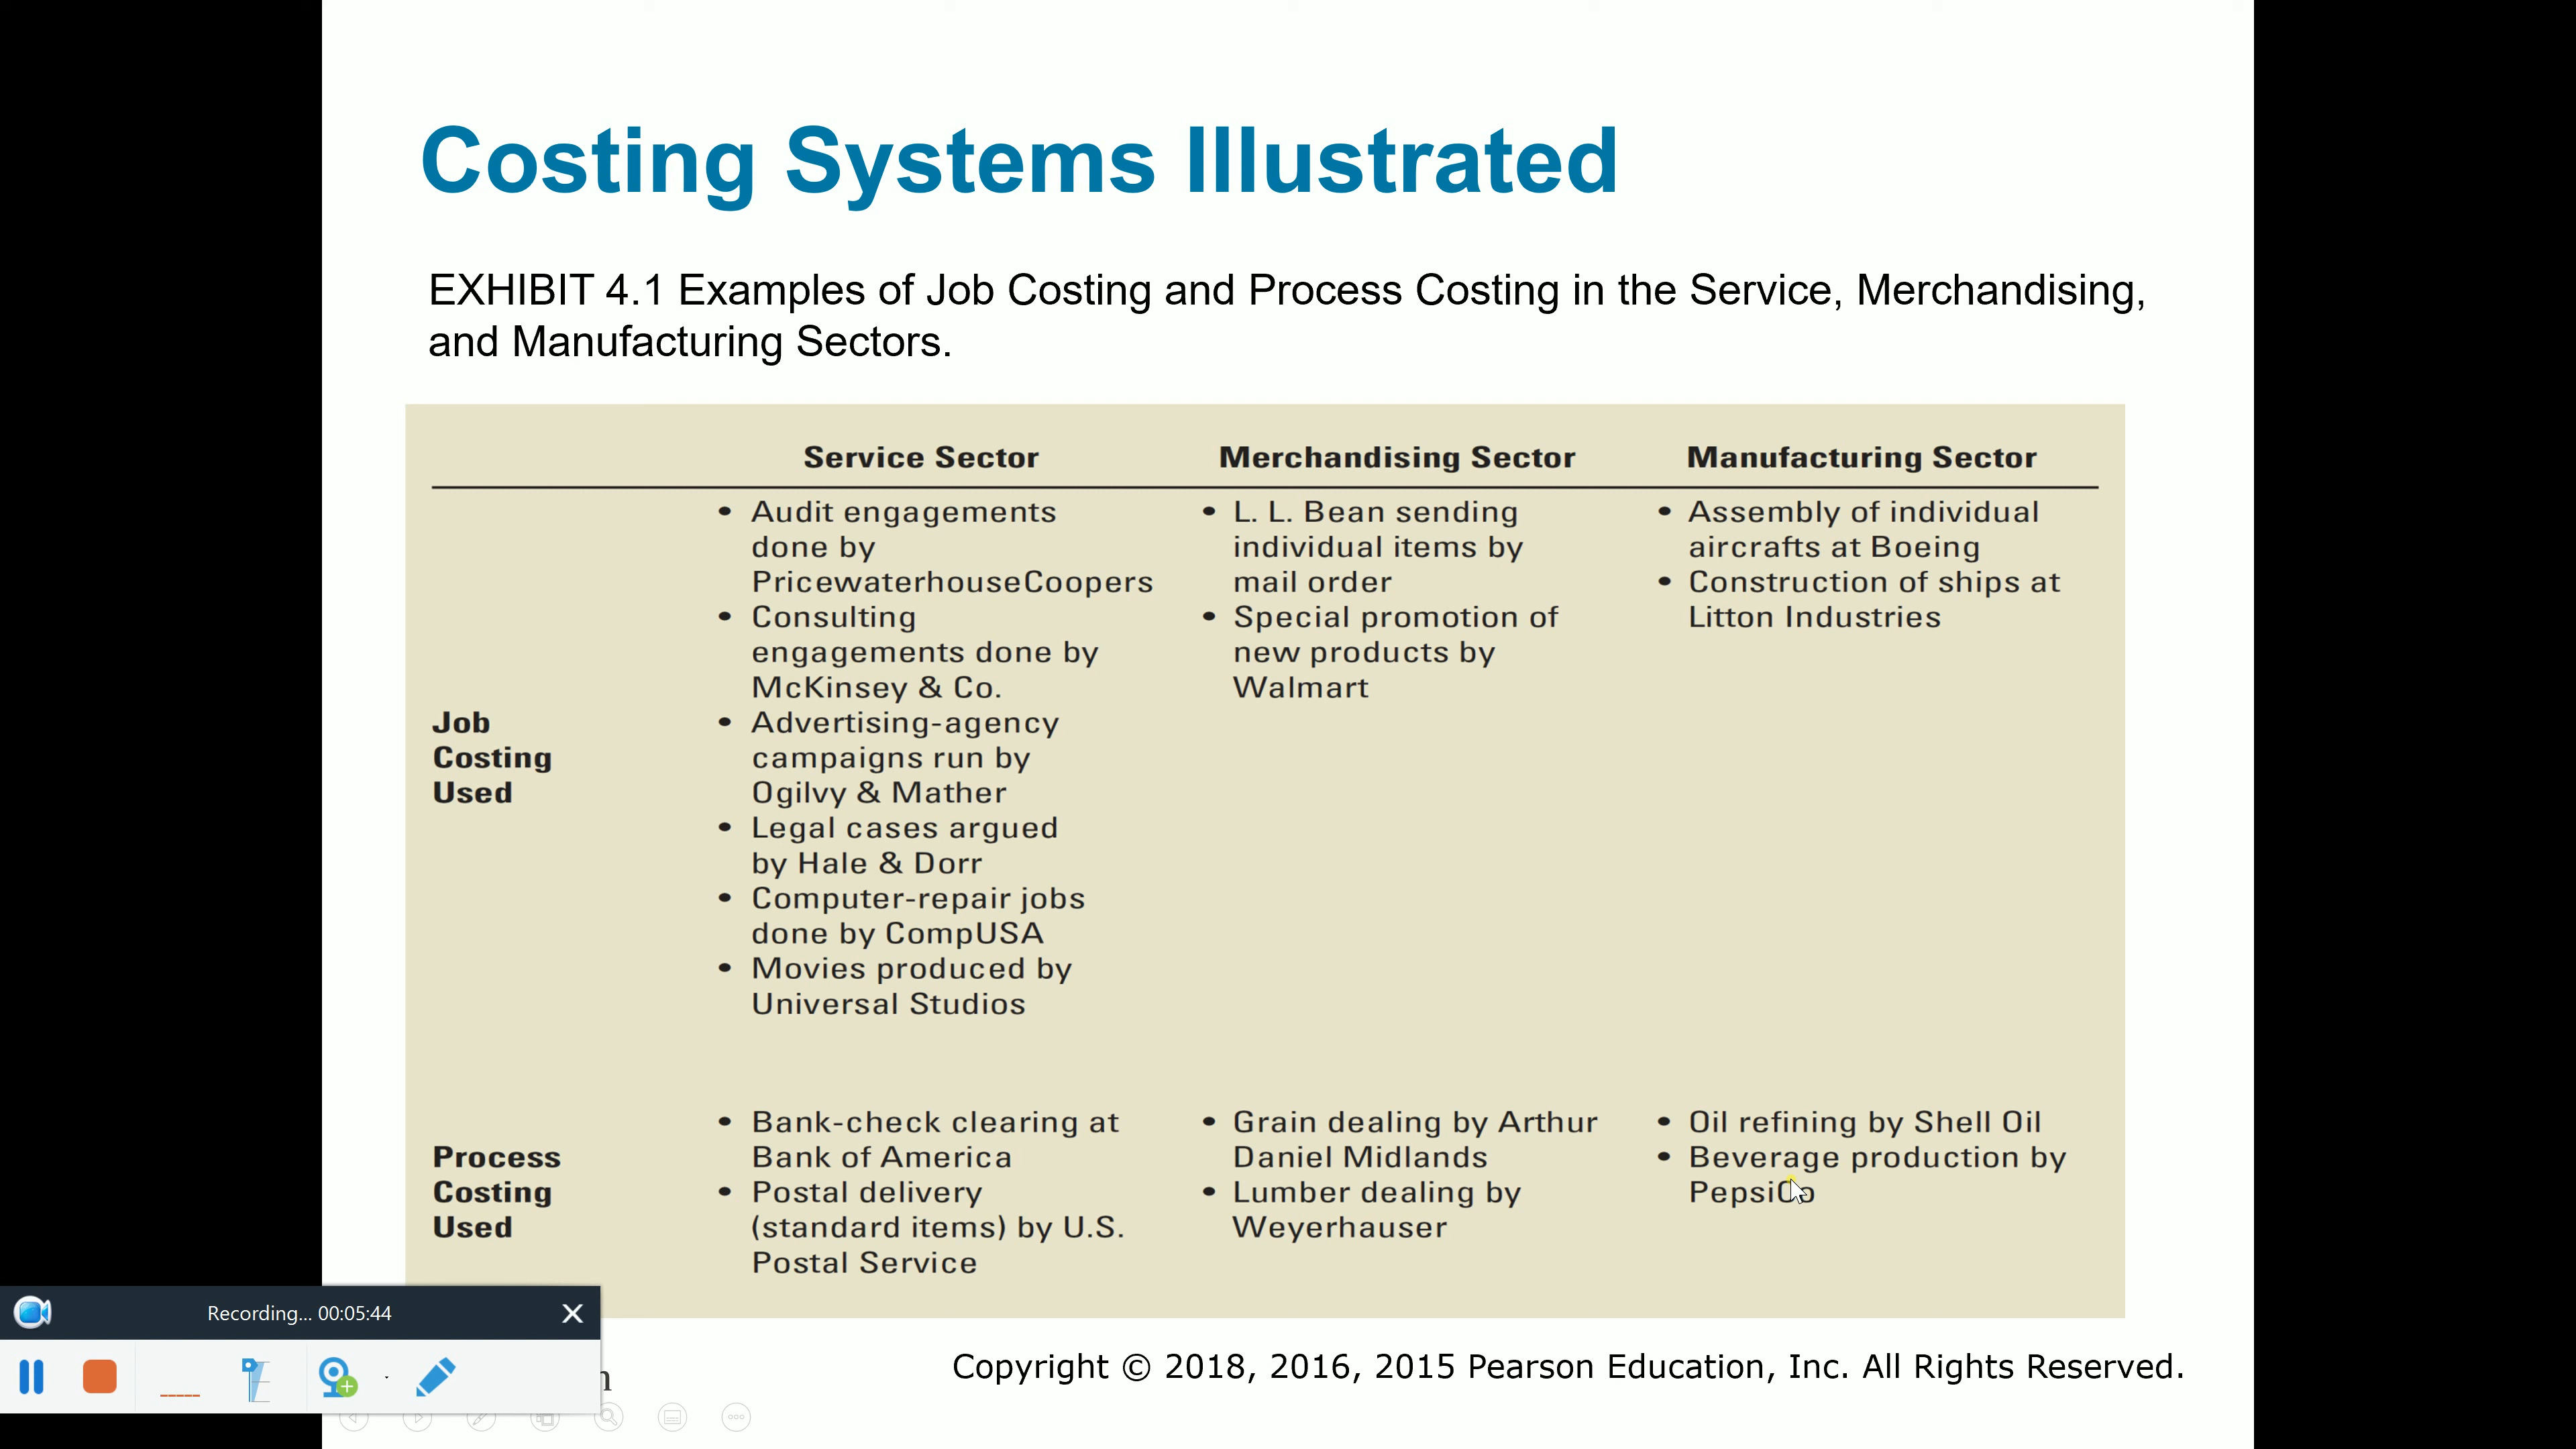 Costing Systems Illustrated
EXHIBIT 4.1 Examples of Job Costing and Process Costing in the Service, Merchandising,
and Manufacturing Sectors.
Service Sector
Merchandising Sector
Manufacturing Sector
Job
Costing
Used
• Audit engagements
done by
PricewaterhouseCoopers
• Consulting
engagements done by
McKinsey & Co.
• Advertising-agency
campaigns run by
Ogilvy & Mather
• Legal cases argued
by Hale & Dorr
• Computer-repair jobs
done by CompUSA
• Movies produced by
Universal Studios
• L. L. Bean sending
individual items by
mail order
• Special promotion of
new products by
Walmart
• Assembly of individual
aircrafts at Boeing
• Construction of ships at
Litton Industries
Process
Costing
Used
• Bank-check clearing at
Bank of America
• Postal delivery
(standard items) by U.S.
Postal Service
• Grain dealing by Arthur
Daniel Midlands
• Lumber dealing by
Weyerhauser
• Oil refining by Shell Oil
• Beverage production by
PepsiCo
Recording... 00:05:44
Copyright © 2018, 2016, 2015 Pearson Education, Inc. All Rights Reserved.